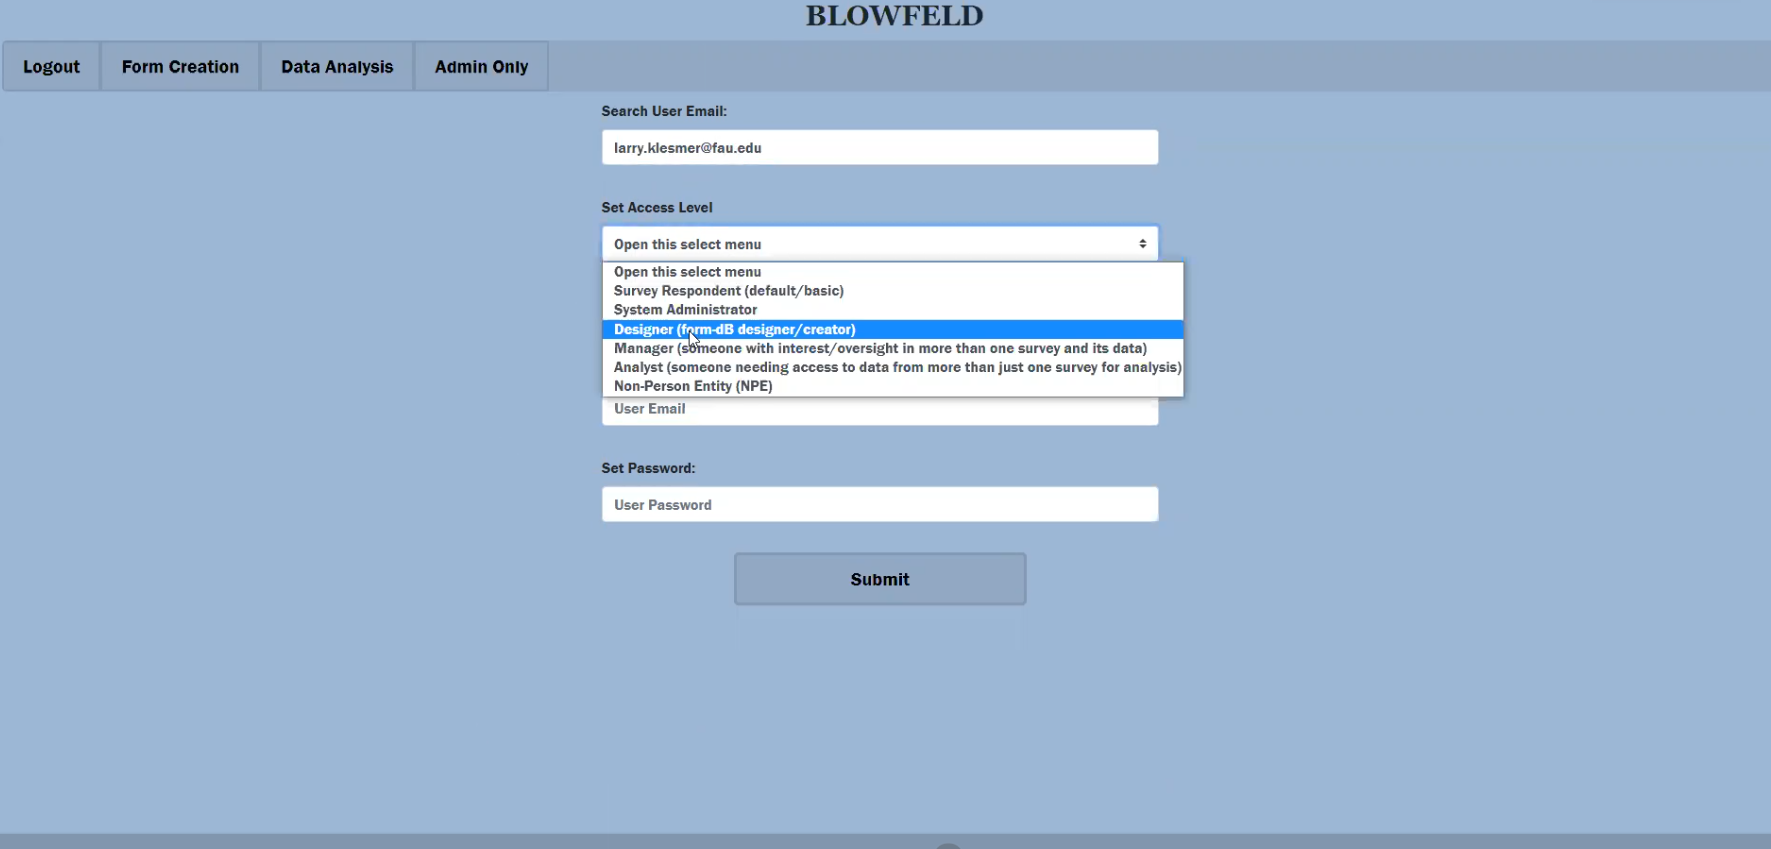 BLOWFELD
Logout Form Creation Data Analysis Admin Only
Search User Email:
larry.klesmer@fau.edu
Set Access Level
Open this select menu
Open this select menu
Survey Respondent (default/basic)
System Administrator
Designer (form-dB designer/creator)
Manager (someone with interest/oversight in more than one survey and its data)
Analyst (someone needing access to data from more than just one survey for analysis)
Non-Person Entity (NPE)
User Email
Set Password:
User Password
Submit